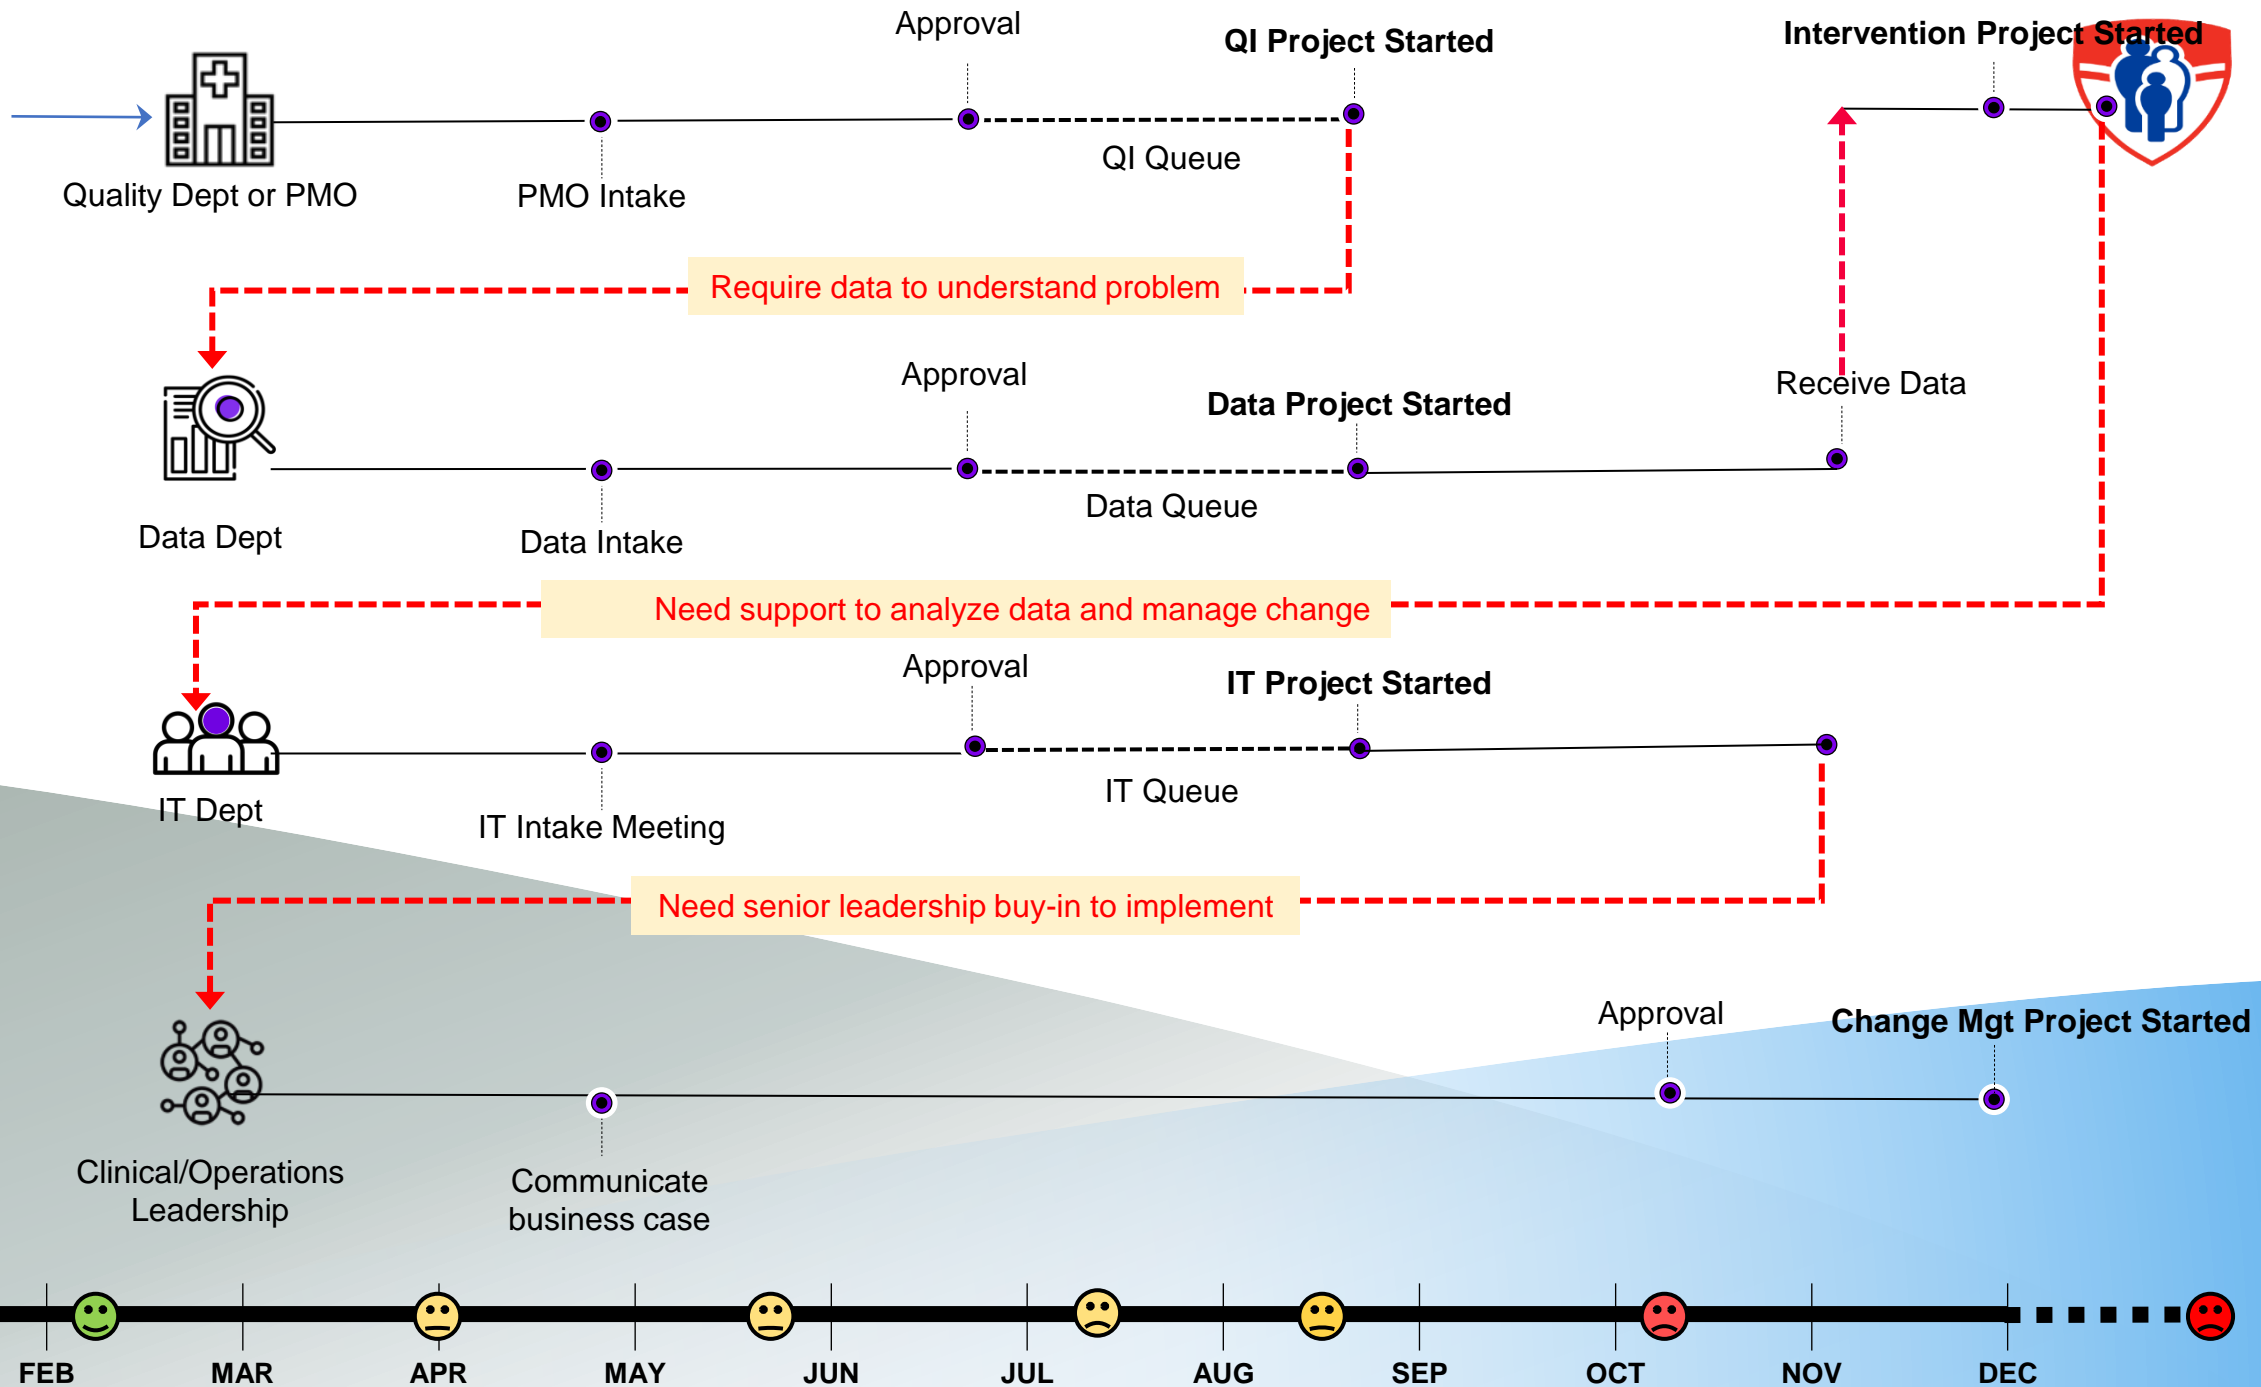 Approval
QI Project Started
Intervention Project Started
QI Queue
Quality Dept or PMO
PMO Intake
Require data to understand problem
Approval
Receive Data
Data Project Started
Data Queue
Data Dept
Data Intake
Need support to analyze data and manage change
Approval
IT Project Started
IT Queue
IT Dept
IT Intake Meeting
Need senior leadership buy-in to implement
Approval
Change Mgt Project Started
Clinical/Operations
Leadership
Communicate
business case
FEB MAR APR MAY JUN JUL AUG SEP OCT NOV DEC